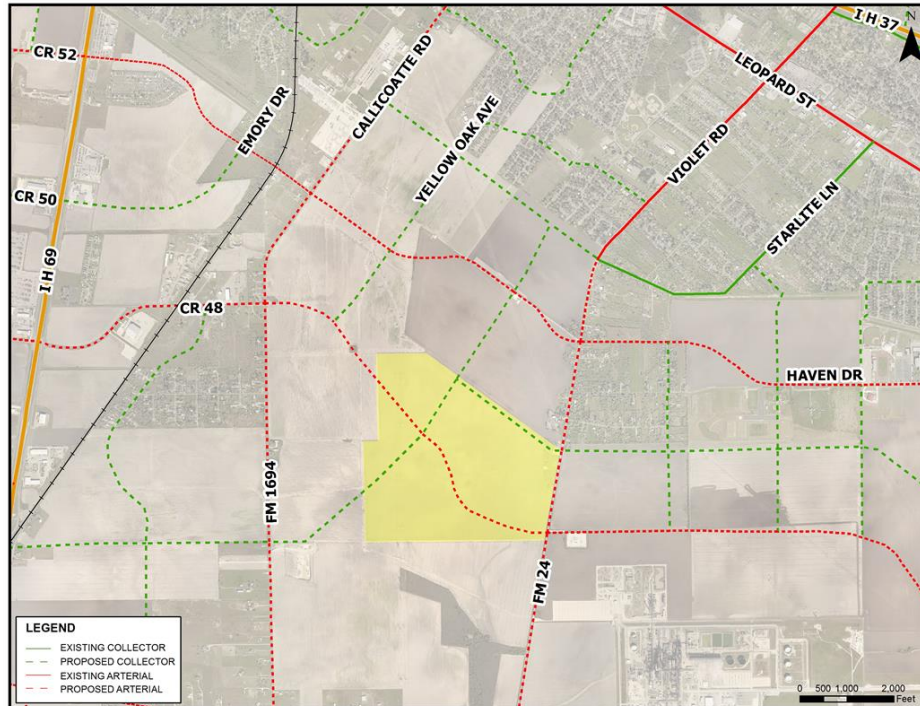 I H 37
N
CR 52
CALLICOATTE RD
LEOPARD ST
EMORY DR
YELLOW OAK AVE
VIOLET RD
CR 50
STARLITE LN
I H 69
CR 48
HAVEN DR
FM 1694
FM 24
LEGEND
EXISTING COLLECTOR
PROPOSED COLLECTOR
EXISTING ARTERIAL
PROPOSED ARTERIAL
0 500 1,000 2,000
Feet